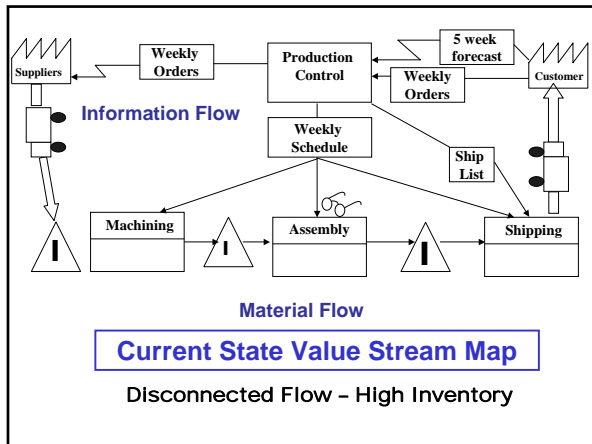 5 week
forecast
Weekly
Orders
Production
Control
Suppliers
Customer
Weekly
Orders
Information Flow
Weekly
Schedule
Ship
List
Machining
Assembly
Shipping
I
I
I
Material Flow
Current State Value Stream Map
Disconnected Flow – High Inventory